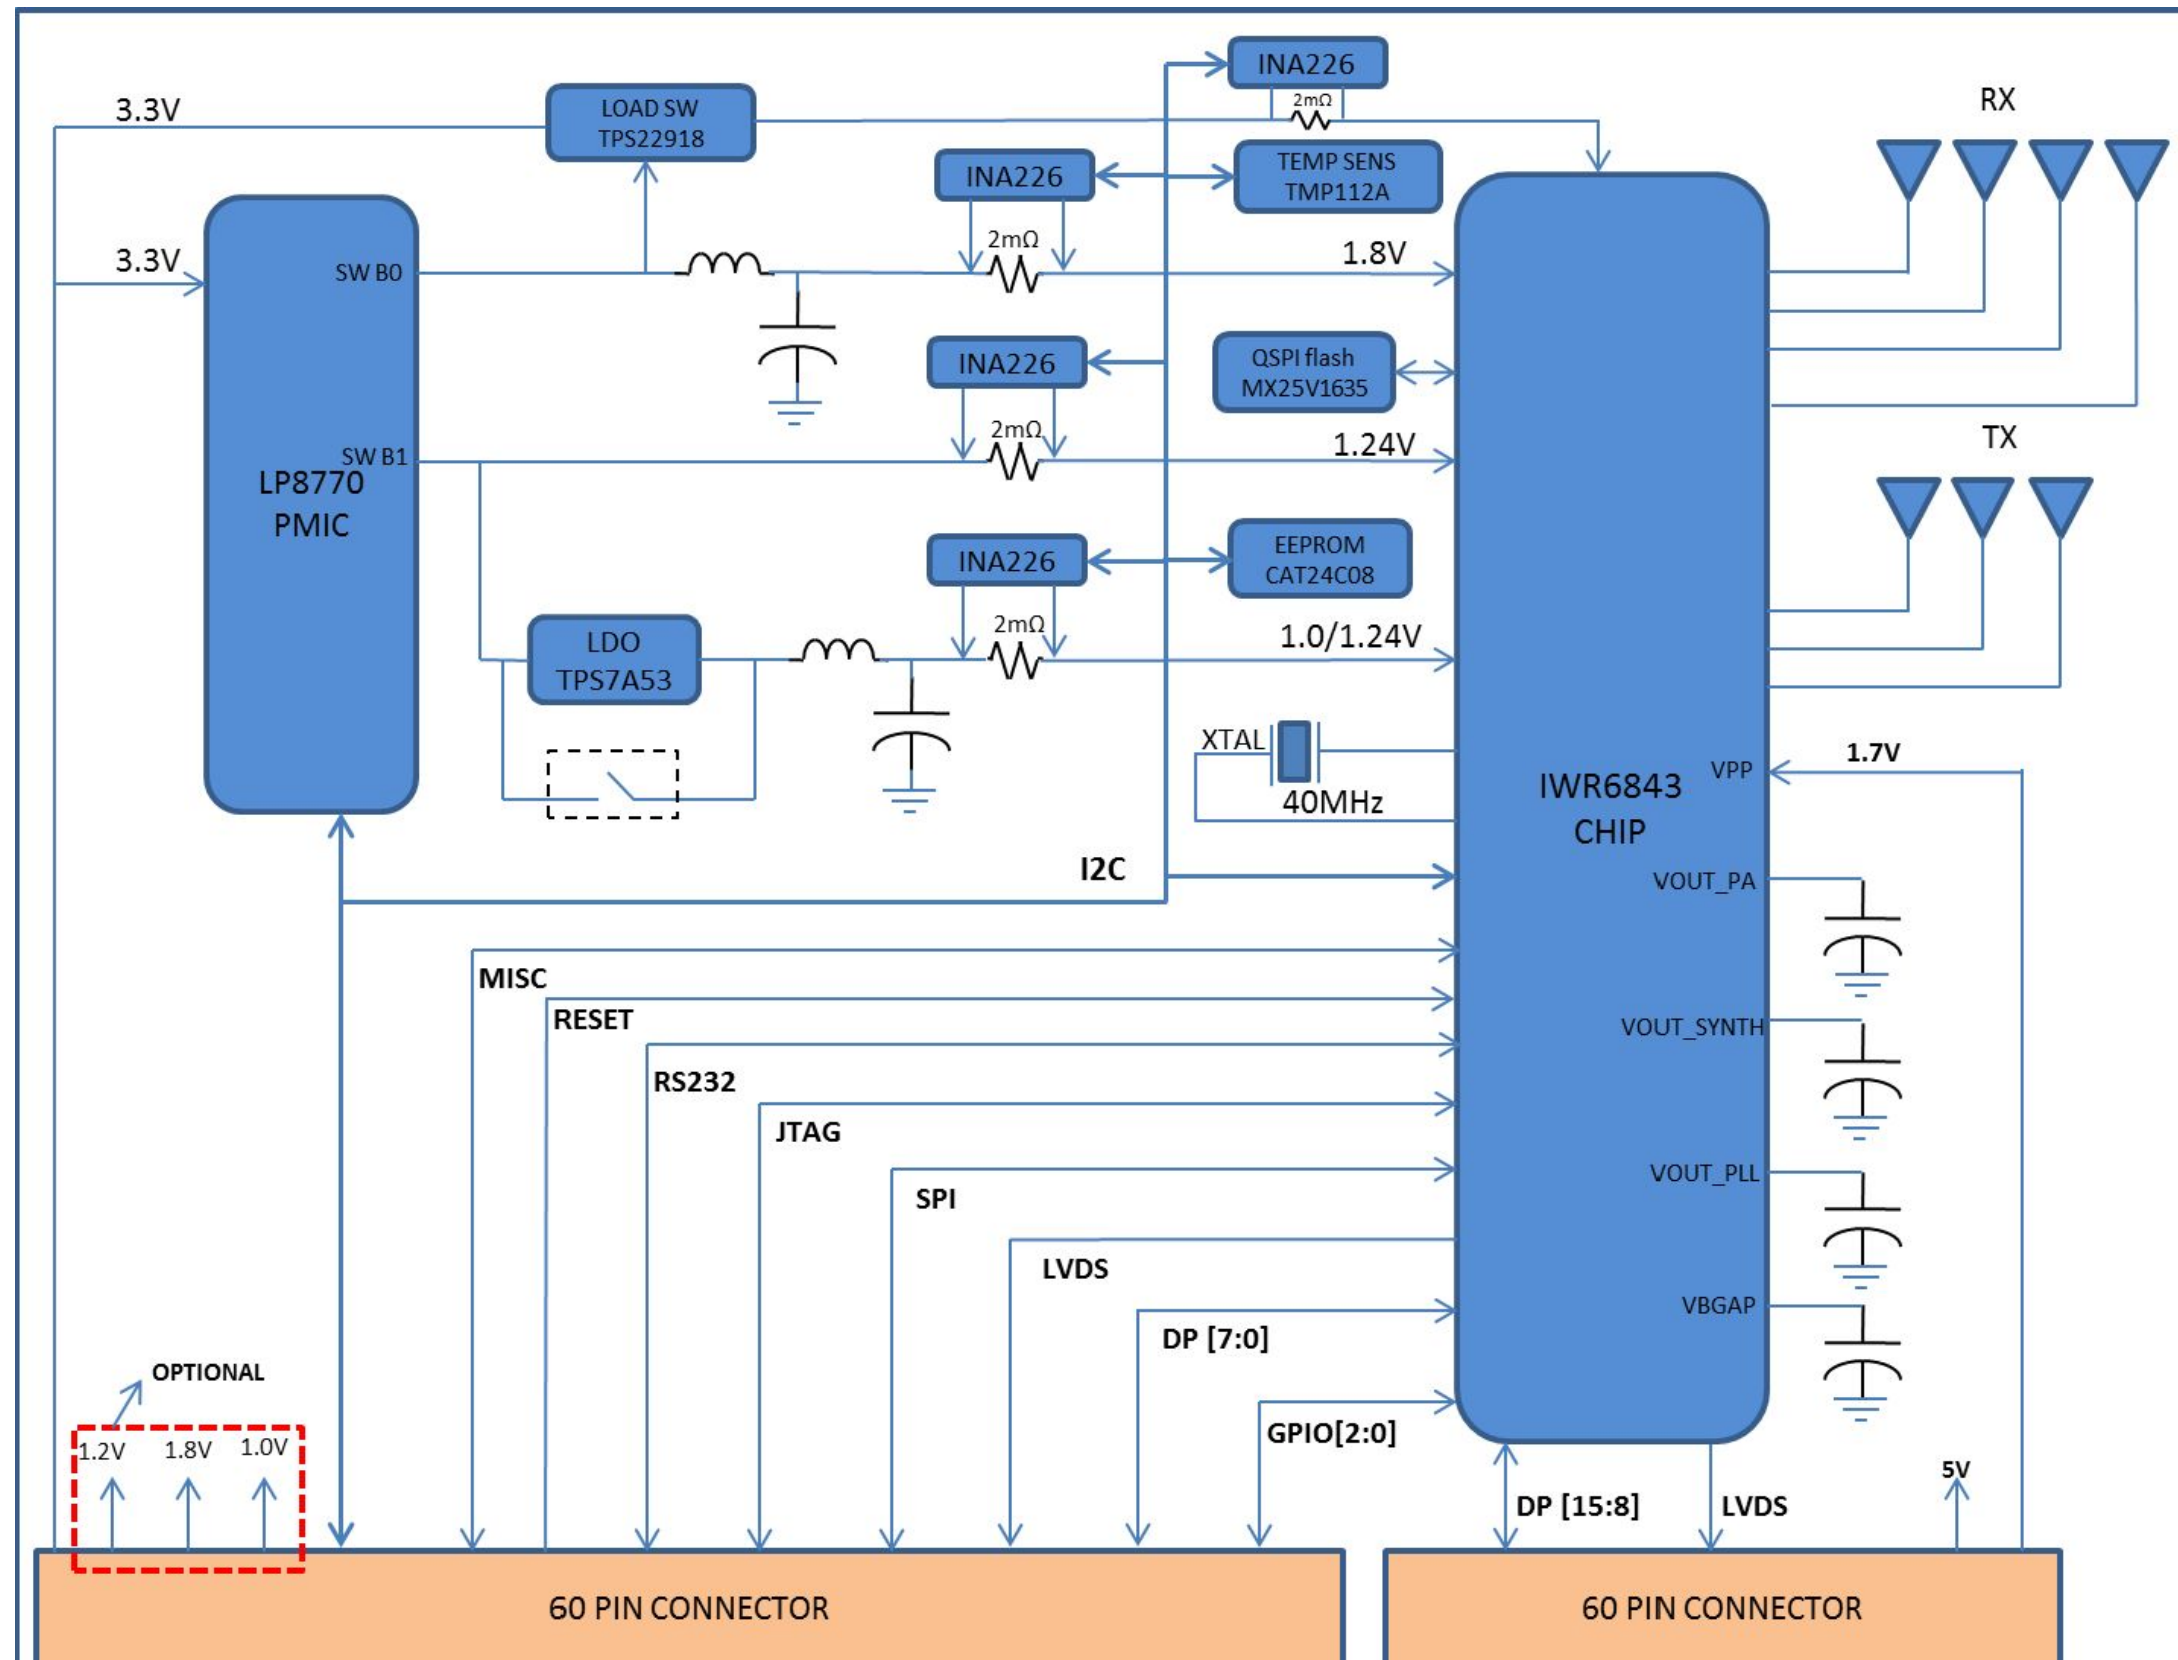 INA226
2mΩ
3.3V
LOAD SW
TPS22918
RX
INA226
TEMP SENS
TMP112A
3.3V
SW B0
2mΩ
1.8V
INA226
QSPI flash
MX25V1635
SW B1
2mΩ
1.24V
TX
LP8770
PMIC
INA226
EEPROM
CAT24C08
LDO
TPS7A53
2mΩ
1.0/1.24V
XTAL
40MHz
VPP
1.7V
IWR6843
CHIP
I2C
VOUT_PA
MISC
RESET
VOUT_SYNTH
RS232
JTAG
VOUT_PLL
SPI
LVDS
VBGAP
DP [7:0]
OPTIONAL
GPIO[2:0]
1.2V
1.8V
1.0V
5V
DP [15:8]
LVDS
60 PIN CONNECTOR
60 PIN CONNECTOR